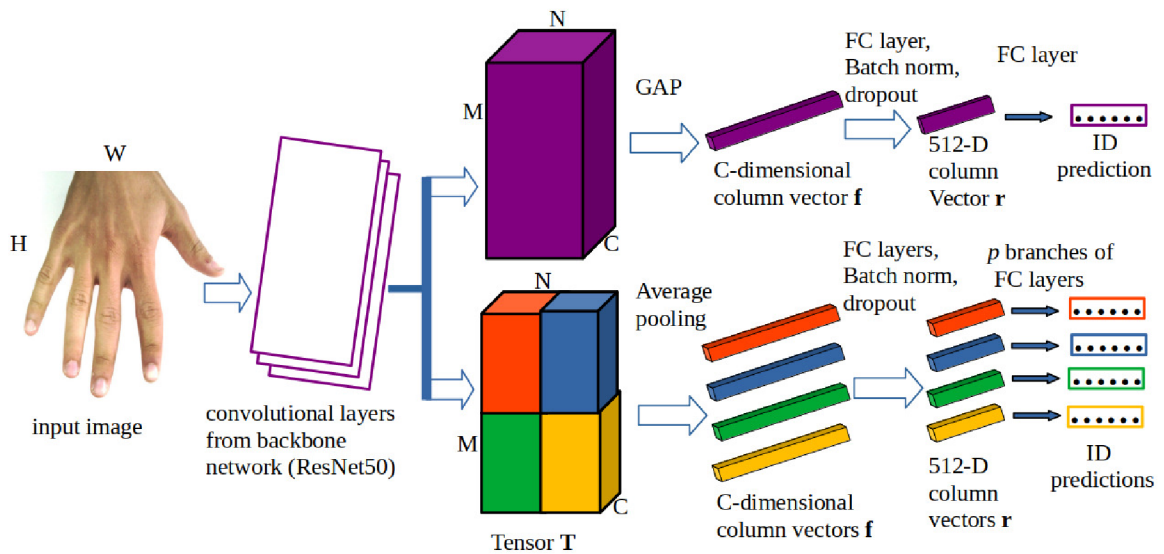 W
H
input image
convolutional layers
from backbone
network (ResNet50)
N
M
C
GAP
C-dimensional
column vector f
FC layer,
Batch norm,
dropout
512-D
column
Vector r
FC layer
ID
prediction
N
M
C
Tensor T
Average
pooling
C-dimensional
column vectors f
FC layers,
Batch norm,
dropout
512-D
column
vectors r
p branches of
FC layers
ID
predictions